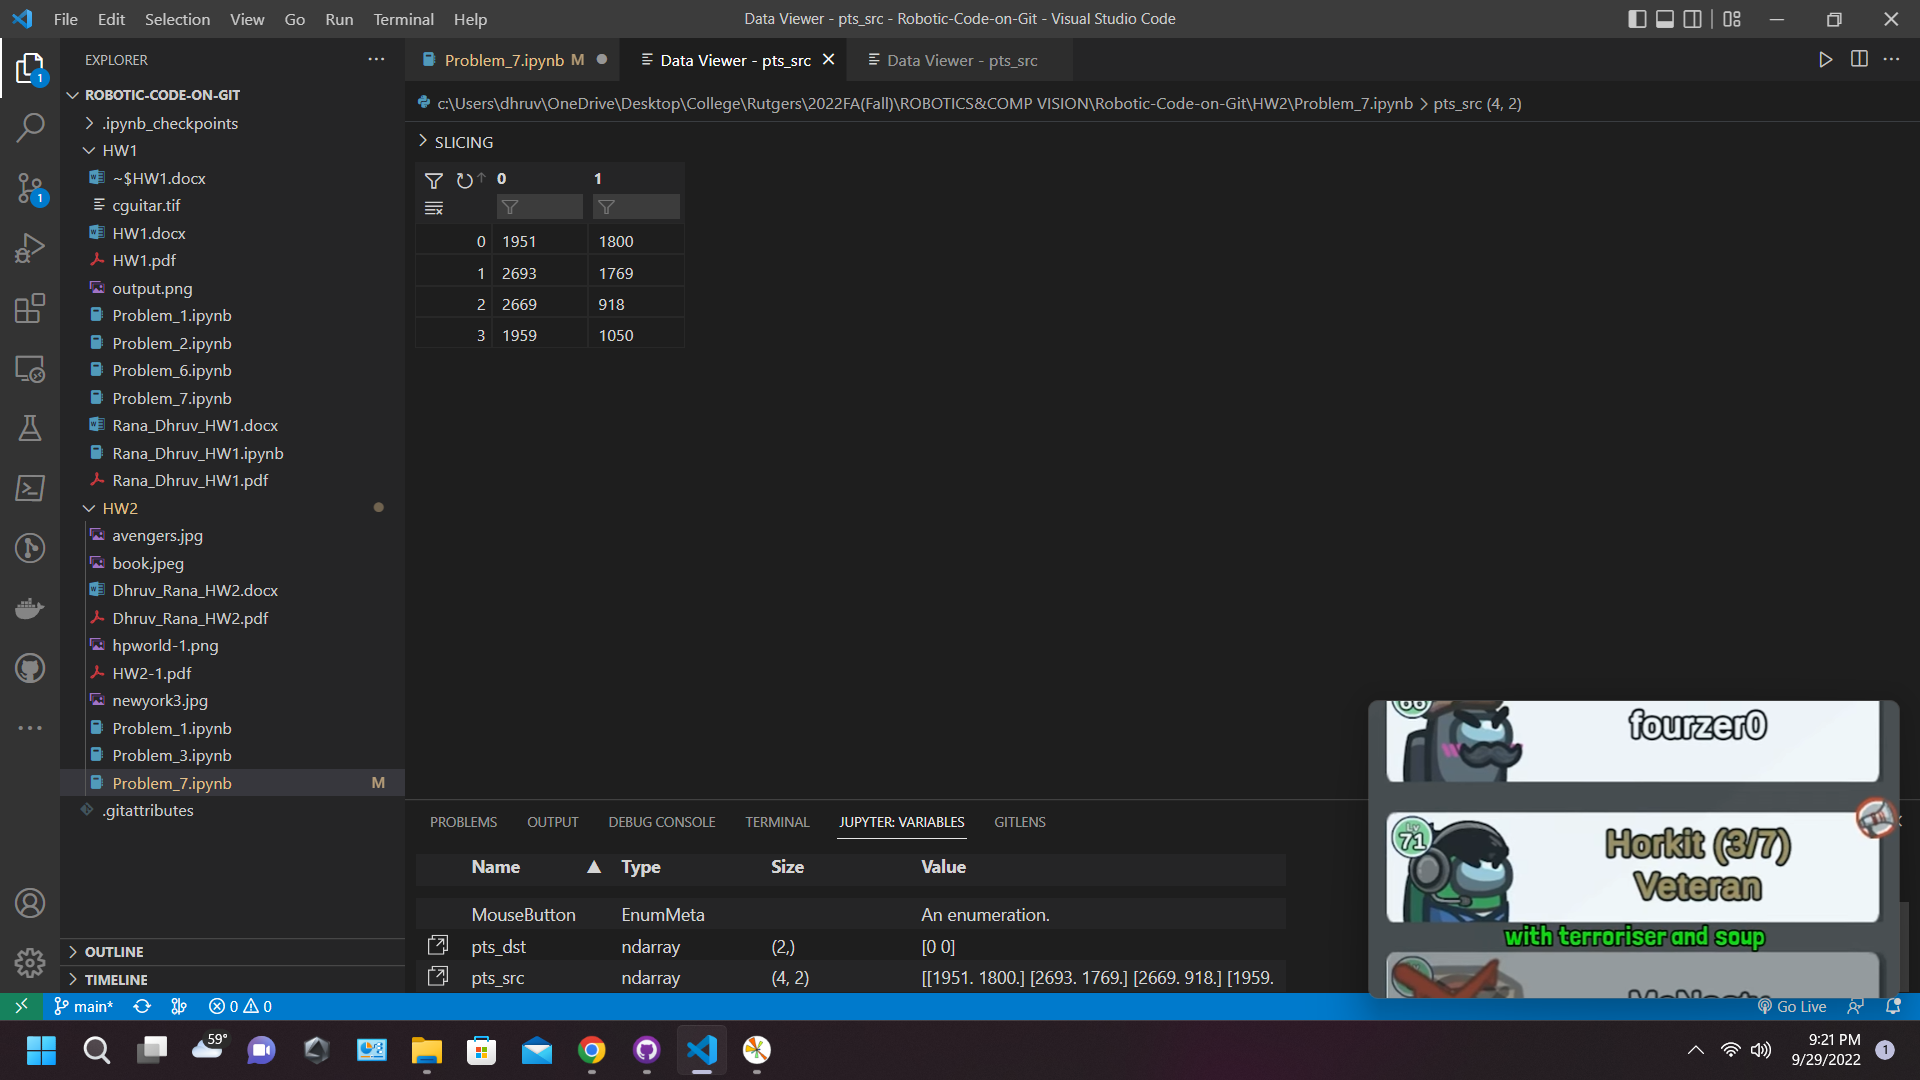 File Edit Selection View Go Run Terminal Help
Data Viewer - pts_src - Robotic-Code-on-Git - Visual Studio Code
EXPLORER
Problem_7.ipynb M
Data Viewer - pts_src
Data Viewer - pts_src
ROBOTIC-CODE-ON-GIT
.ipynb_checkpoints
HW1
~$HW1.docx
cguitar.tif
HW1.docx
HW1.pdf
output.png
Problem_1.ipynb
Problem_2.ipynb
Problem_6.ipynb
Problem_7.ipynb
Rana_Dhruv_HW1.docx
Rana_Dhruv_HW1.ipynb
Rana_Dhruv_HW1.pdf
HW2
avengers.jpg
book.jpeg
Dhruv_Rana_HW2.docx
Dhruv_Rana_HW2.pdf
hpworld-1.png
HW2-1.pdf
newyork3.jpg
Problem_1.ipynb
Problem_3.ipynb
Problem_7.ipynb M
.gitattributes
OUTLINE
TIMELINE
c:\Users\dhruv\OneDrive\Desktop\College\Rutgers\2022FA(Fall)\ROBOTICS&COMP VISION\Robotic-Code-on-Git\HW2\Problem_7.ipynb > pts_src (4, 2)
SLICING
0 1
0 1951 1800
1 2693 1769
2 2669 918
3 1959 1050
PROBLEMS OUTPUT DEBUG CONSOLE TERMINAL JUPYTER: VARIABLES GITLENS
Name Type Size Value
MouseButton EnumMeta An enumeration.
pts_dst ndarray (2,) [0 0]
pts_src ndarray (4, 2) [[1951. 1800.] [2693. 1769.] [2669. 918.] [1959.
fourzer0
Lv
71
Horkit (3/7)
Veteran
with terroriser and soup
1
1
main*
0 0
Go Live
59°
9:21 PM
9/29/2022
1